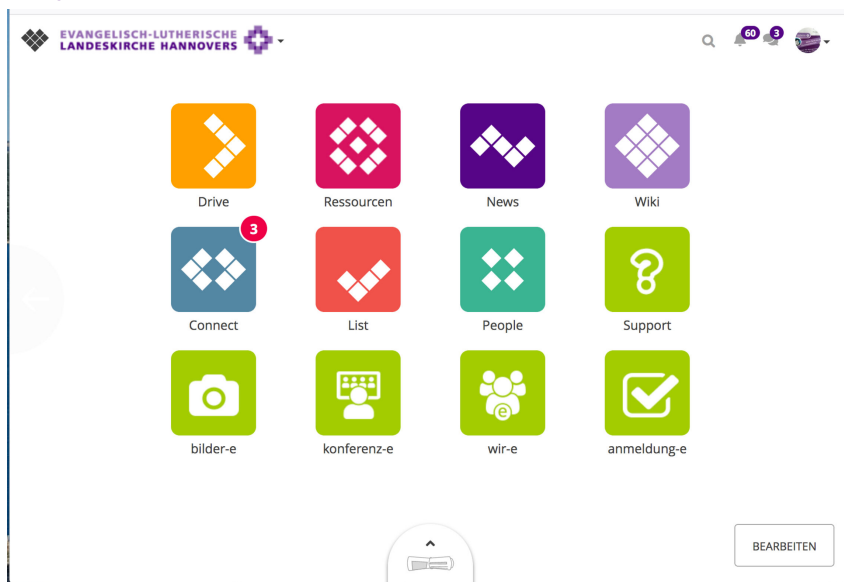 EVANGELISCH-LUTHERISCHE
LANDESKIRCHE HANNOVERS
60
3
Drive
Ressourcen
News
Wiki
3
Connect
List
People
Support
e
bilder-e
konferenz-e
wir-e
anmeldung-e
BEARBEITEN